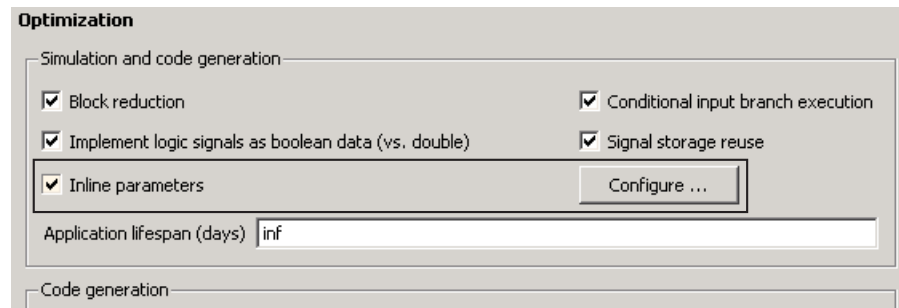 Optimization
Simulation and code generation
Block reduction
Conditional input branch execution
Implement logic signals as boolean data (vs. double)
Signal storage reuse
Inline parameters
Configure ...
Application lifespan (days) inf
Code generation